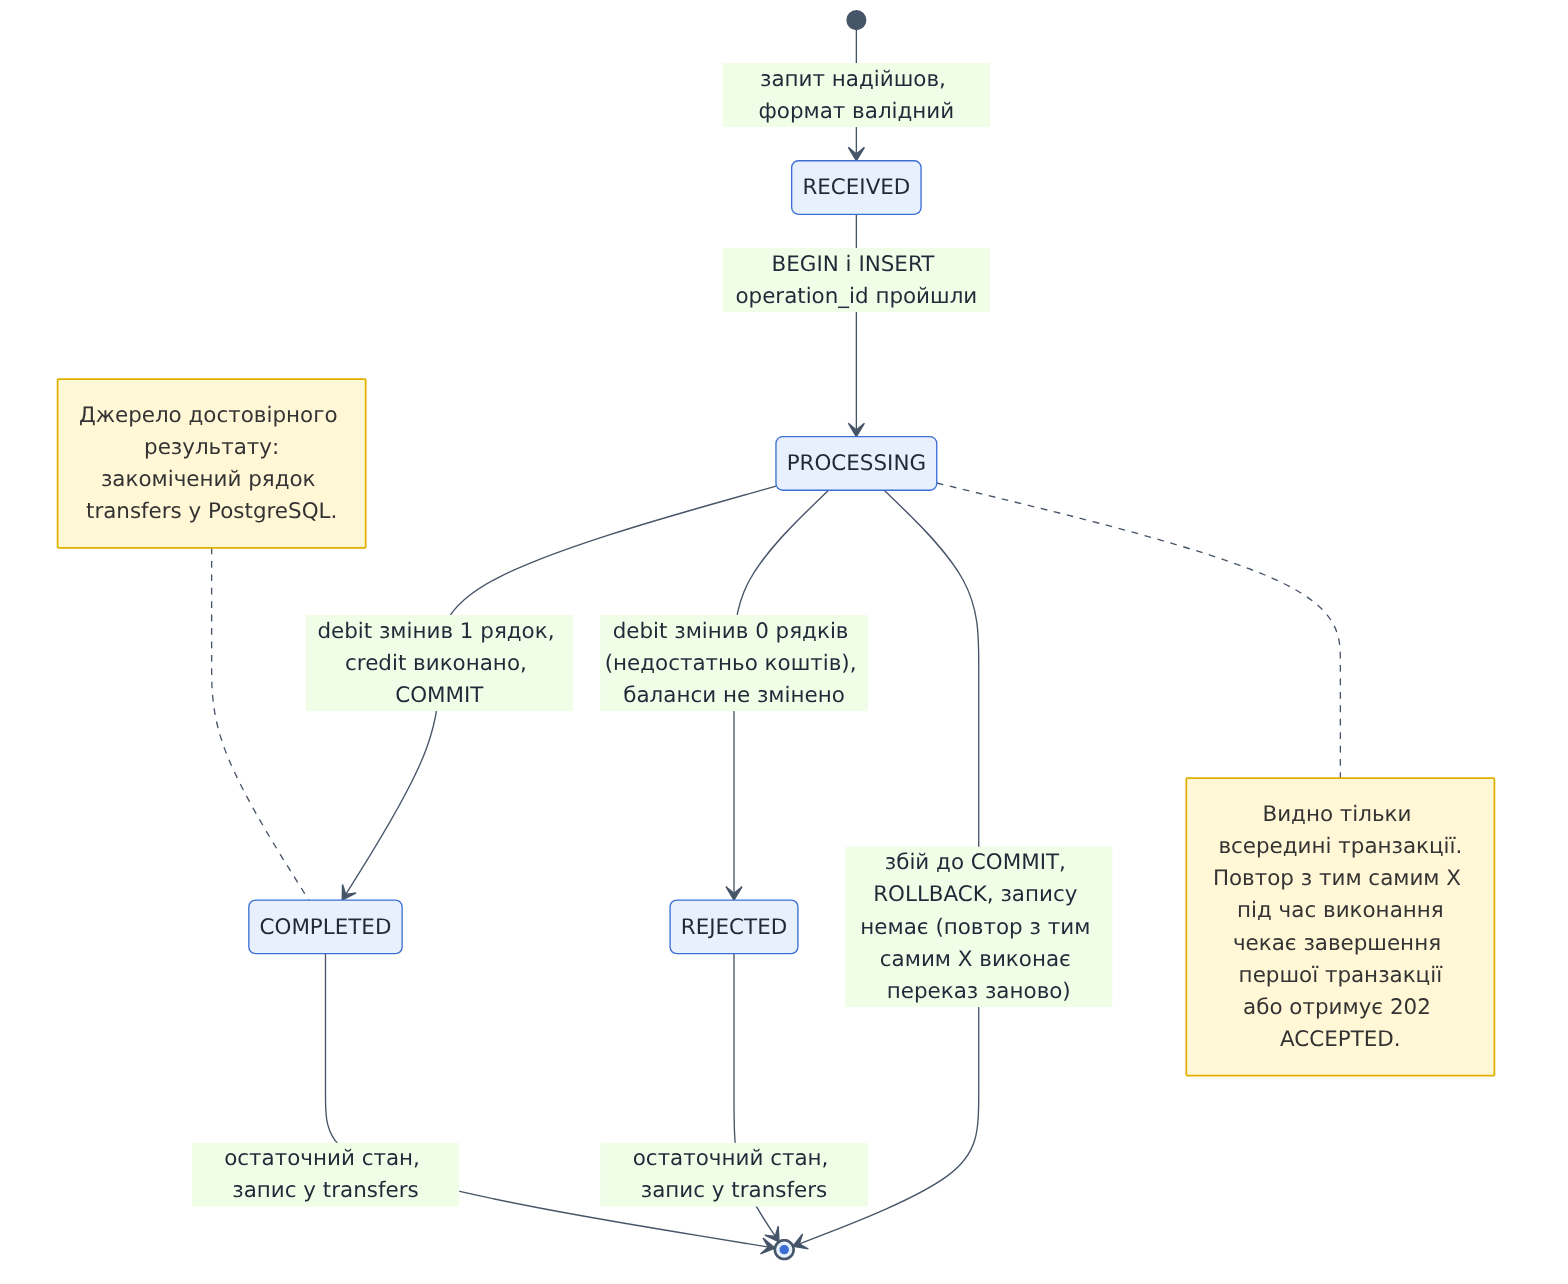 запит надійшов,
формат валідний
RECEIVED
BEGIN і INSERT
operation_id пройшли
PROCESSING
Джерело достовірного
результату:
закомічений рядок
transfers у PostgreSQL.
debit змінив 1 рядок,
credit виконано,
COMMIT
debit змінив 0 рядків
(недостатньо коштів),
баланси не змінено
збій до COMMIT,
ROLLBACK, запису
немає (повтор з тим
самим X виконає
переказ заново)
Видно тільки
всередині транзакції.
Повтор з тим самим X
під час виконання
чекає завершення
першої транзакції
або отримує 202
ACCEPTED.
COMPLETED
REJECTED
остаточний стан,
запис у transfers
остаточний стан,
запис у transfers